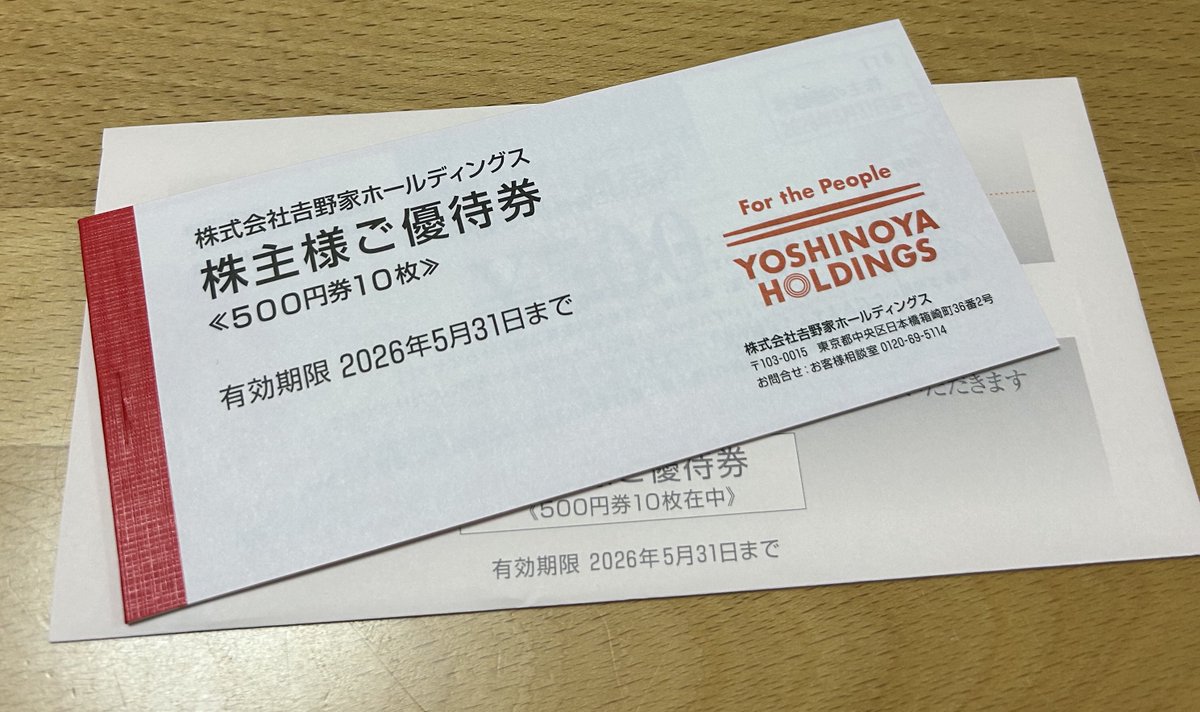 株式会社𠮷野家ホールディングス
株主様ご優待券
≪500円券10枚≫
有効期限 2026年5月31日まで
For the People
YOSHINOYA
HOLDINGS
株式会社𠮷野家ホールディングス
〒103-0015 東京都中央区日本橋箱崎町36番2号
お問合せ:お客様相談室 0120-69-5114
ただきます
ご優待券
《500円券10枚在中》
有効期限 2026年5月31日まで